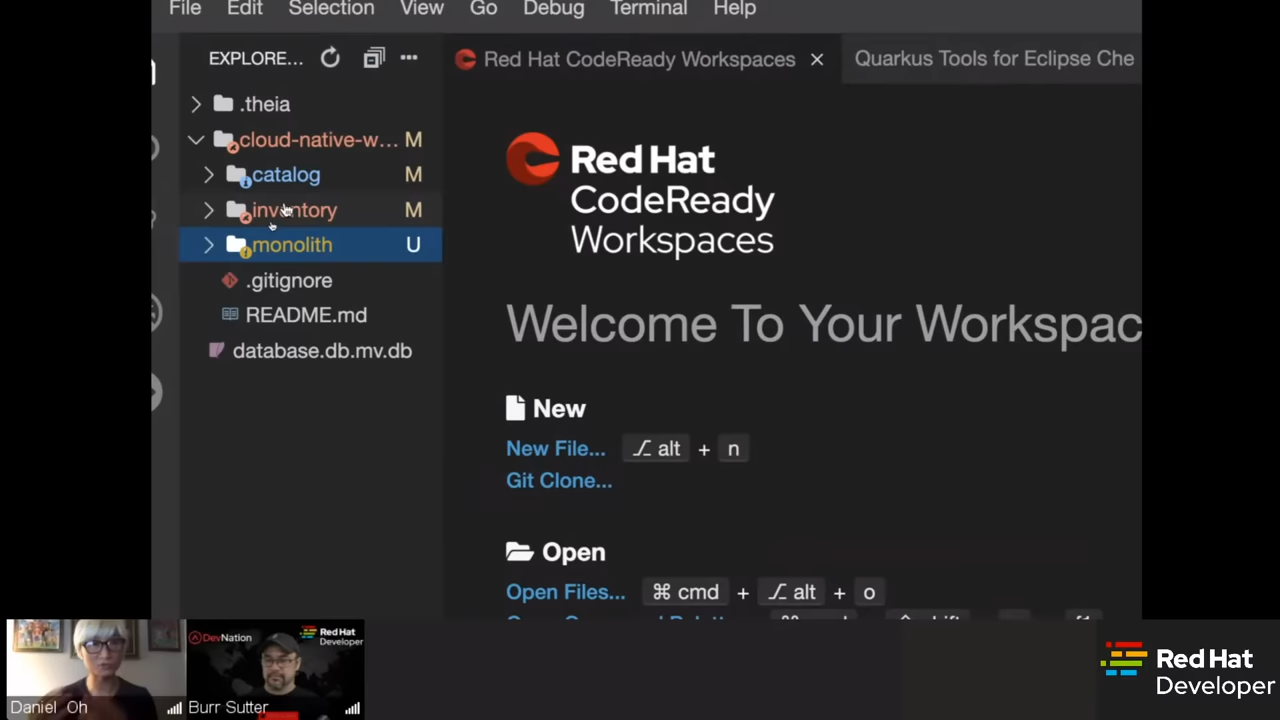 File Edit Selection View Go Debug Terminal Help
EXPLORE...
Red Hat CodeReady Workspaces
Quarkus Tools for Eclipse Che
.theia
cloud-native-w... M
catalog M
inventory M
monolith U
.gitignore
README.md
database.db.mv.db
Red Hat
CodeReady
Workspaces
Welcome To Your Workspac
New
New File... ⌥ alt + n
Git Clone...
Open
Open Files... ⌘ cmd + ⌥ alt + o
DevNation
Red Hat
Developer
Daniel Oh
Burr Sutter
Red Hat
Developer